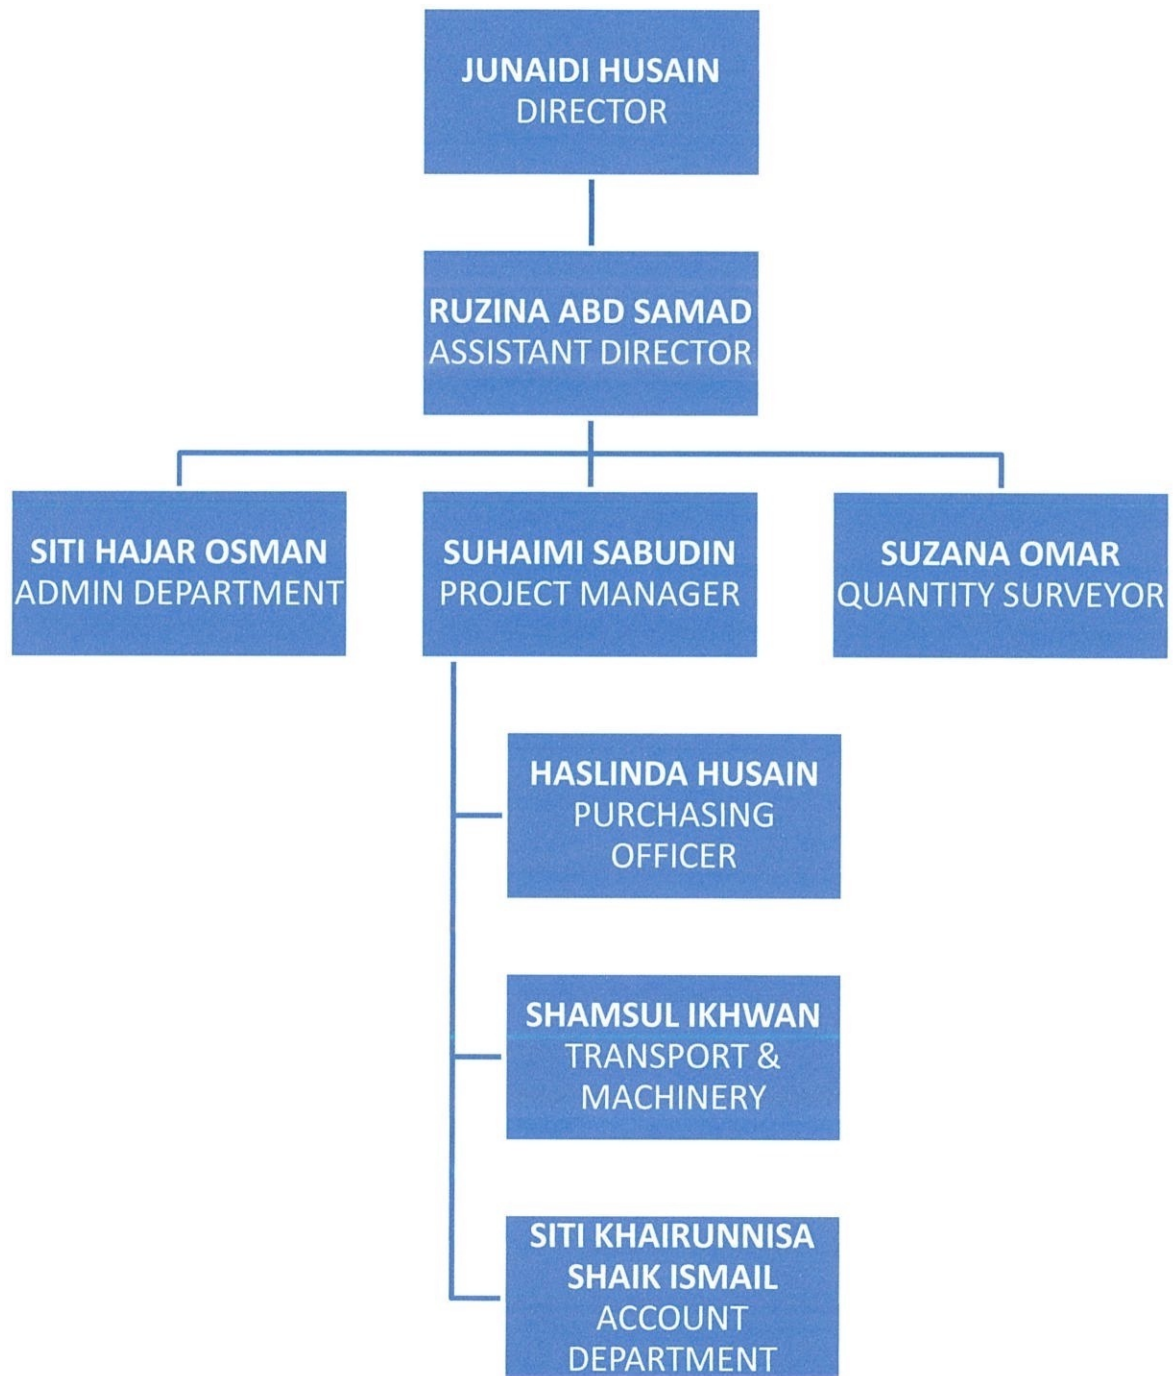 JUNAIDI HUSAIN
DIRECTOR
RUZINA ABD SAMAD
ASSISTANT DIRECTOR
SITI HAJAR OSMAN
ADMIN DEPARTMENT
SUHAIMI SABUDIN
PROJECT MANAGER
SUZANA OMAR
QUANTITY SURVEYOR
HASLINDA HUSAIN
PURCHASING
OFFICER
SHAMSUL IKHWAN
TRANSPORT &
MACHINERY
SITI KHAIRUNNISA
SHAIK ISMAIL
ACCOUNT
DEPARTMENT